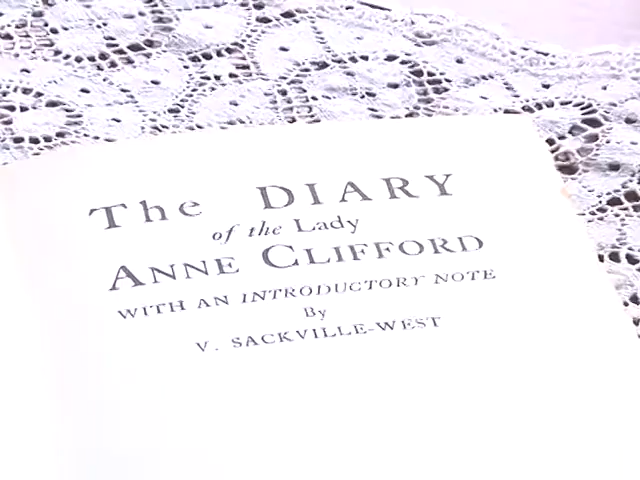 The DIARY
of the Lady
ANNE CLIFFORD
WITH AN INTRODUCTORY NOTE
By
V. SACKVILLE-WEST